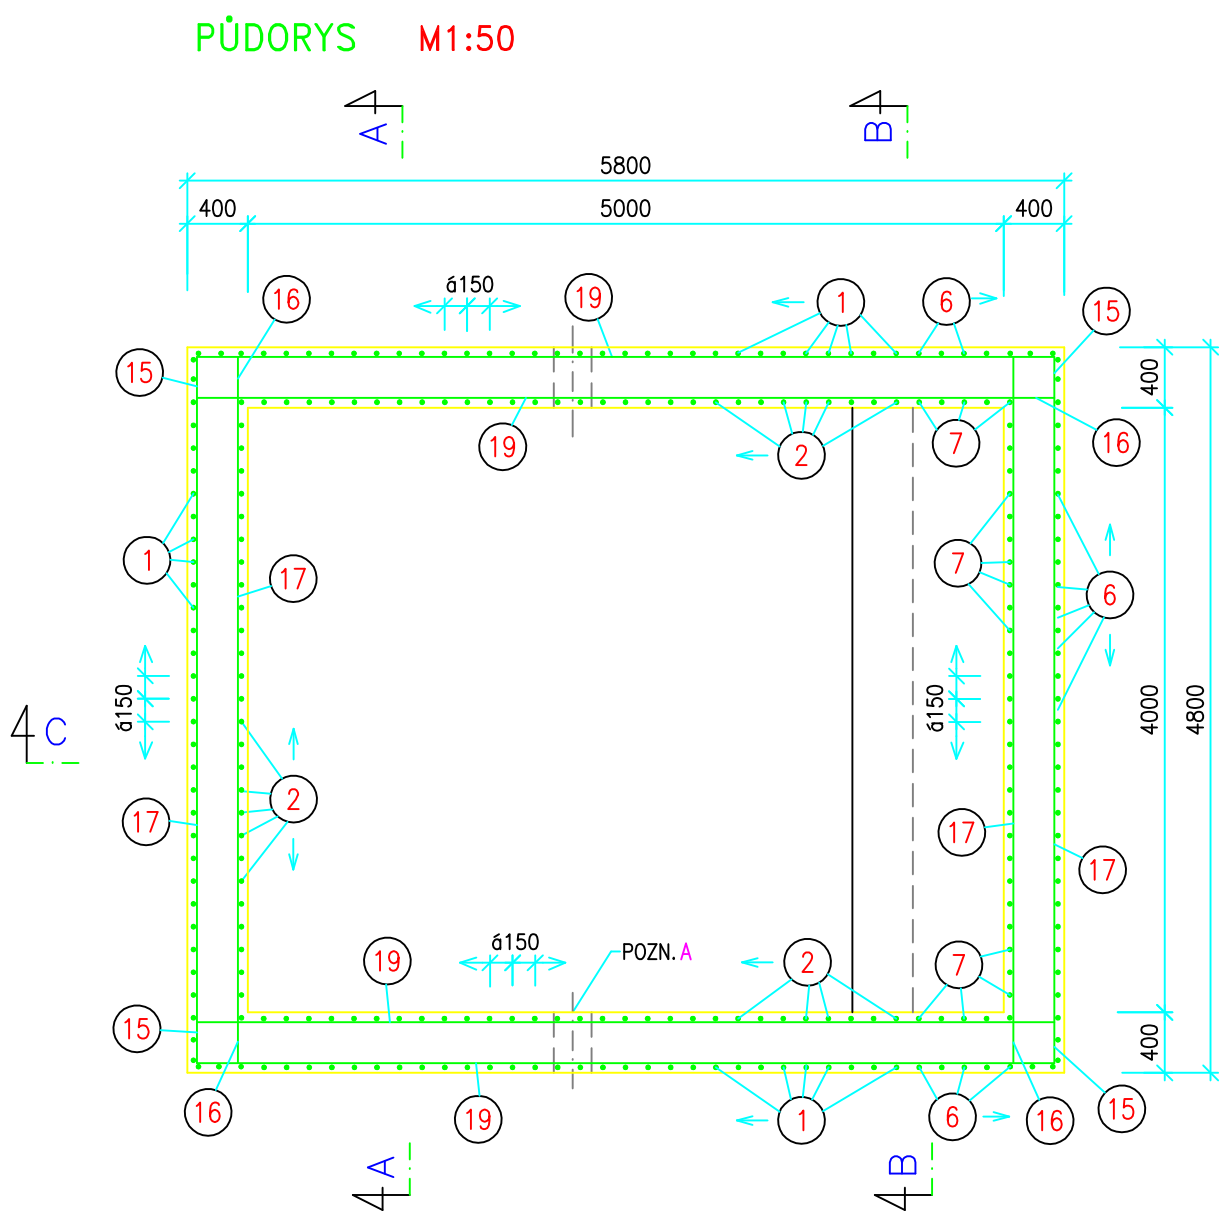 PŮDORYS M1:50
A B
5800
400 5000 400
á150
16 19 1 6 15
15
400
19 2 7 16
1 17 7 6
á150 á150
4000 4800
C
2
17 17 17
á150
POZN.A
19 2 7
15
400
16 19 1 6 16 15
A B